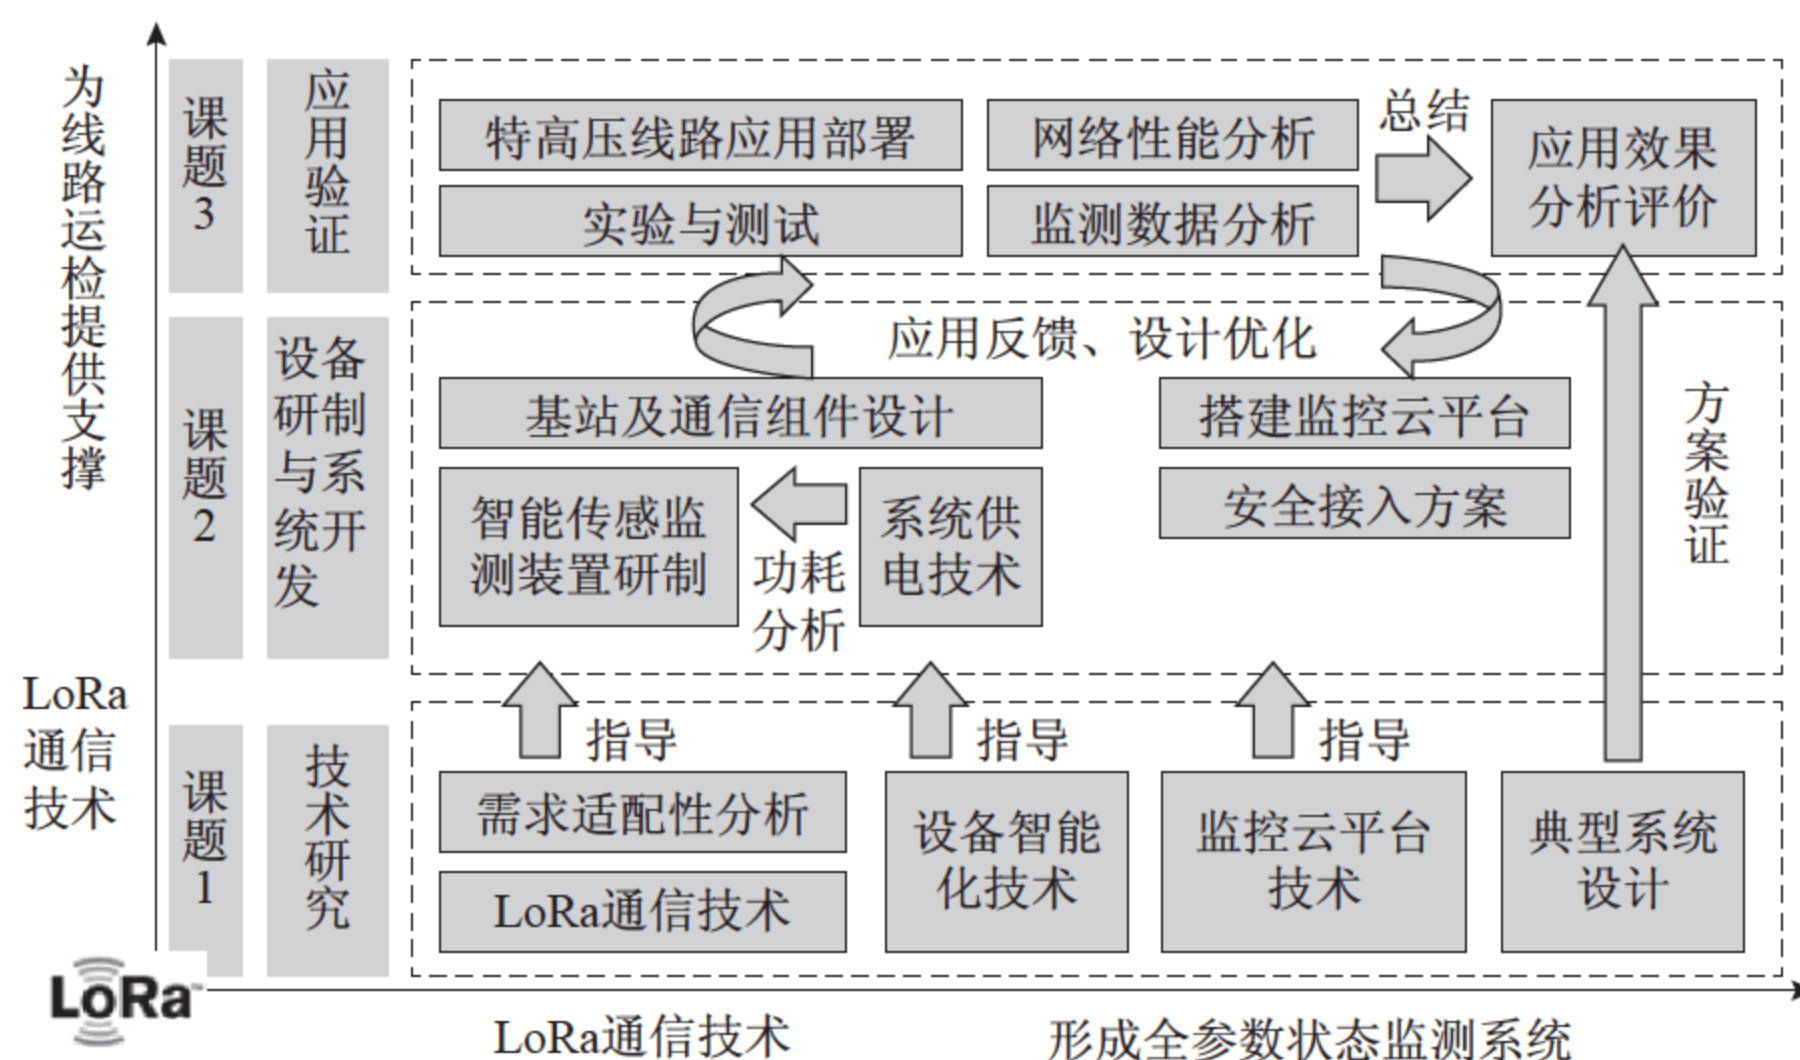 为线路运检提供支撑
LoRa
通信
技术
课题3
应用验证
特高压线路应用部署
网络性能分析
总结
应用效果
分析评价
实验与测试
监测数据分析
课题2
设备
研制
与系
统开
发
应用反馈、设计优化
基站及通信组件设计
搭建监控云平台
智能传感监
测装置研制
功耗
分析
系统供
电技术
安全接入方案
方案验证
课题1
技术研究
指导
指导
指导
需求适配性分析
LoRa通信技术
设备智能
化技术
监控云平台
技术
典型系统
设计
LoRa
LoRa通信技术
形成全参数状态监测系统